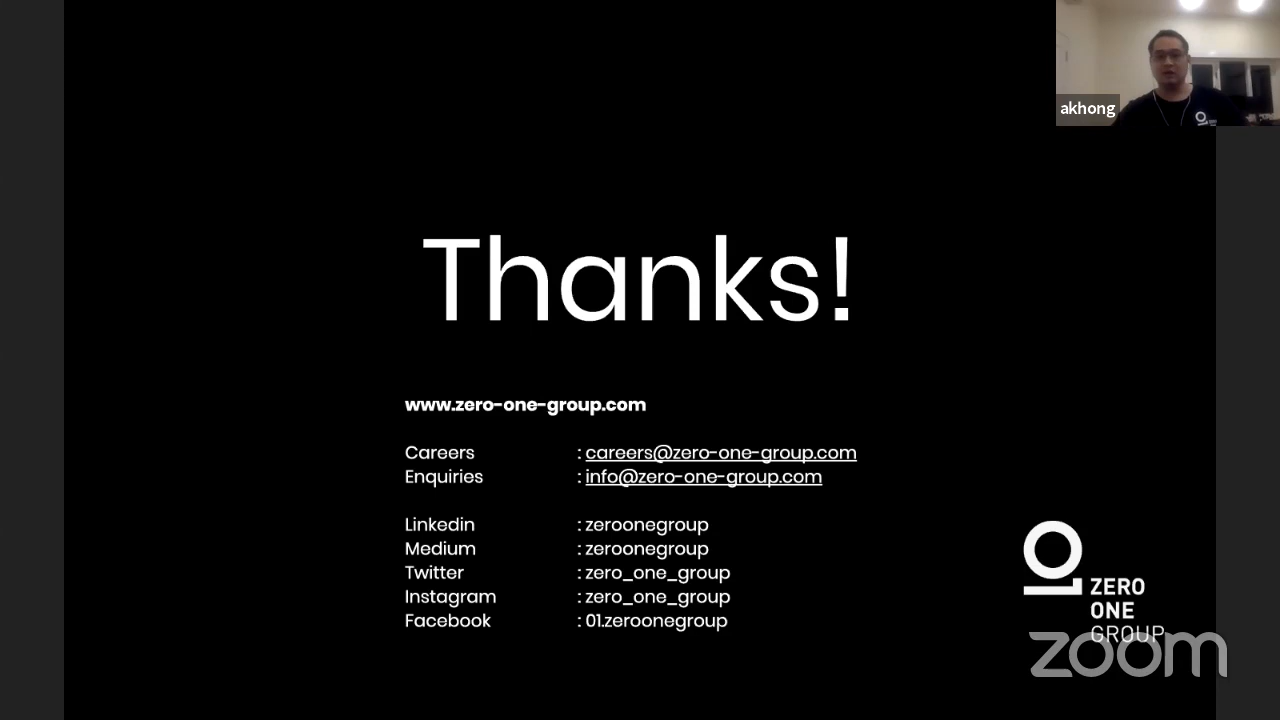 akhong
Thanks!
www.zero-one-group.com
Careers : careers@zero-one-group.com
Enquiries : info@zero-one-group.com
Linkedin : zeroonegroup
Medium : zeroonegroup
Twitter : zero_one_group
Instagram : zero_one_group
Facebook : 01.zeroonegroup
ZERO
ONE
GROUP
zoom